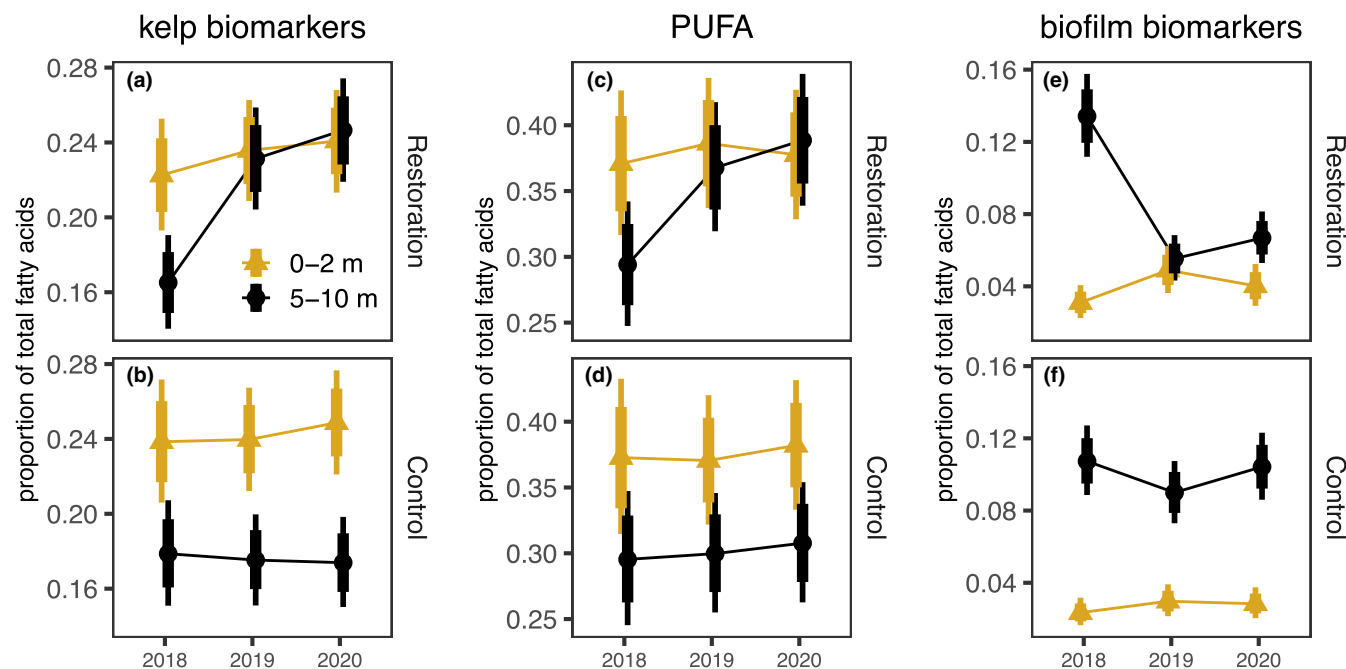 kelp biomarkers
PUFA
biofilm biomarkers
proportion of total fatty acids
0.28
0.24
0.20
0.16
(a)
0−2 m
5−10 m
Restoration
0.28
0.24
0.20
0.16
(b)
Control
2018 2019 2020
proportion of total fatty acids
0.40
0.35
0.30
0.25
(c)
Restoration
0.40
0.35
0.30
0.25
(d)
Control
2018 2019 2020
proportion of total fatty acids
0.16
0.12
0.08
0.04
(e)
Restoration
0.16
0.12
0.08
0.04
(f)
Control
2018 2019 2020